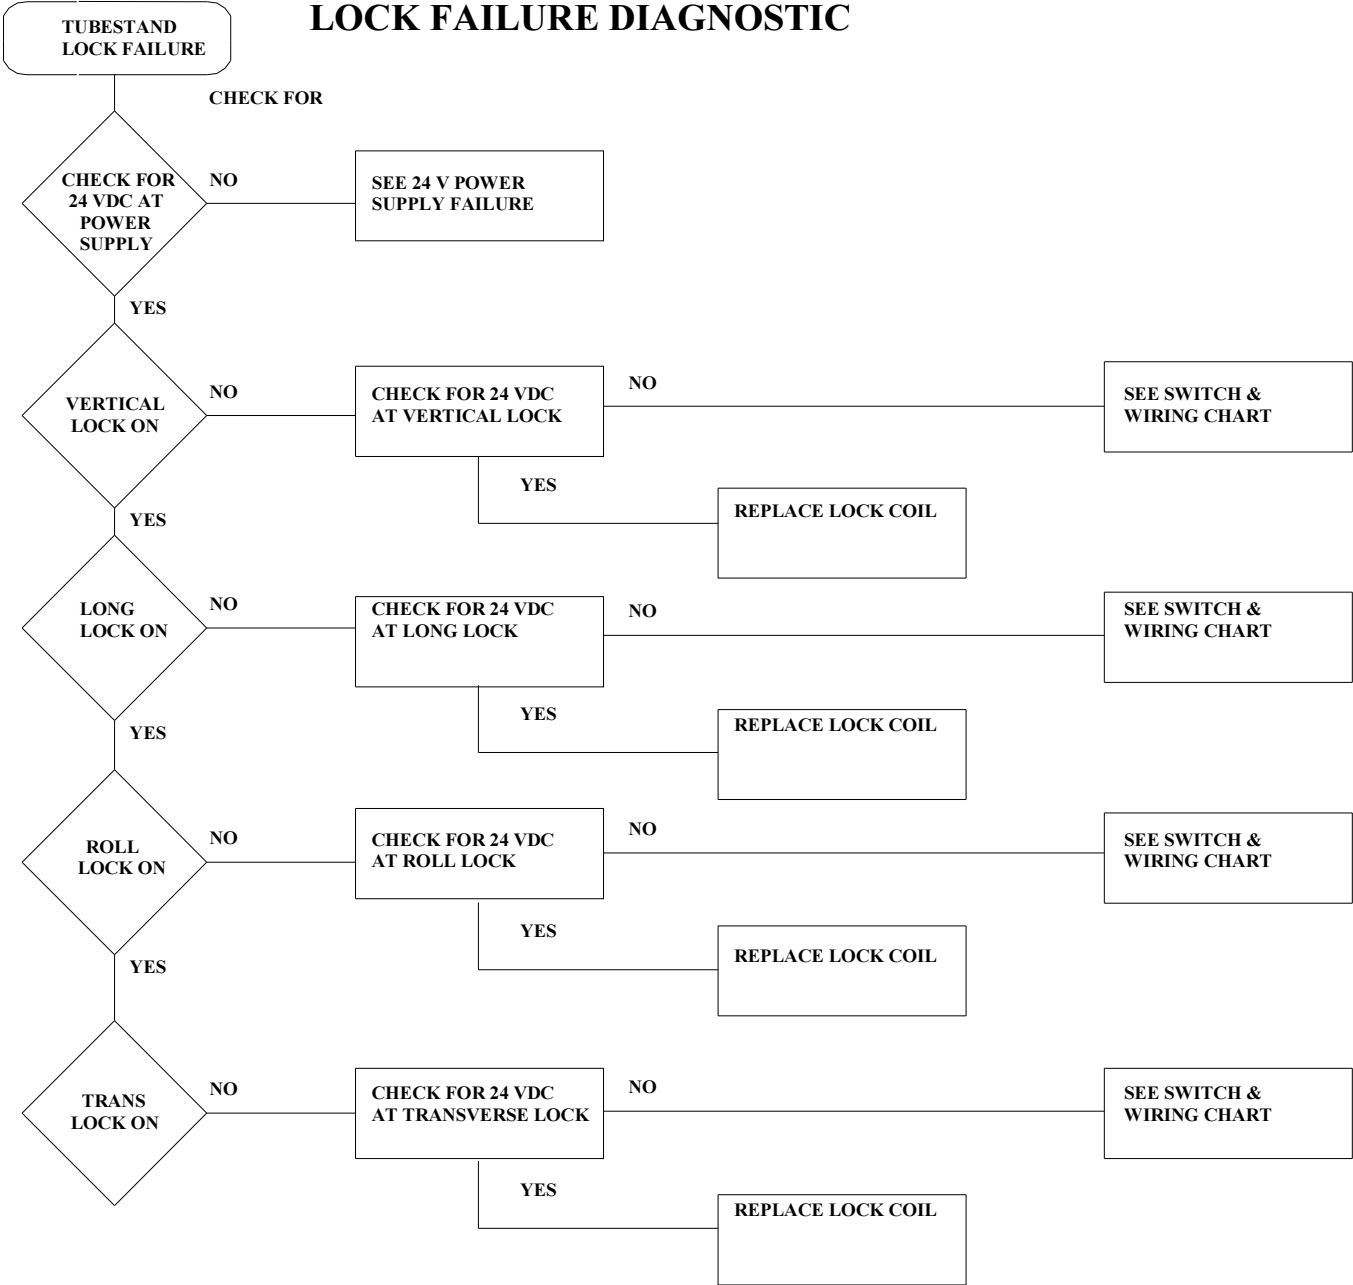 LOCK FAILURE DIAGNOSTIC
TUBESTAND
LOCK FAILURE
CHECK FOR
CHECK FOR
24 VDC AT
POWER
SUPPLY
NO
SEE 24 V POWER
SUPPLY FAILURE
YES
VERTICAL
LOCK ON
NO
CHECK FOR 24 VDC
AT VERTICAL LOCK
NO
SEE SWITCH &
WIRING CHART
YES
REPLACE LOCK COIL
YES
LONG
LOCK ON
NO
CHECK FOR 24 VDC
AT LONG LOCK
NO
SEE SWITCH &
WIRING CHART
YES
REPLACE LOCK COIL
YES
ROLL
LOCK ON
NO
CHECK FOR 24 VDC
AT ROLL LOCK
NO
SEE SWITCH &
WIRING CHART
YES
REPLACE LOCK COIL
YES
TRANS
LOCK ON
NO
CHECK FOR 24 VDC
AT TRANSVERSE LOCK
NO
SEE SWITCH &
WIRING CHART
YES
REPLACE LOCK COIL